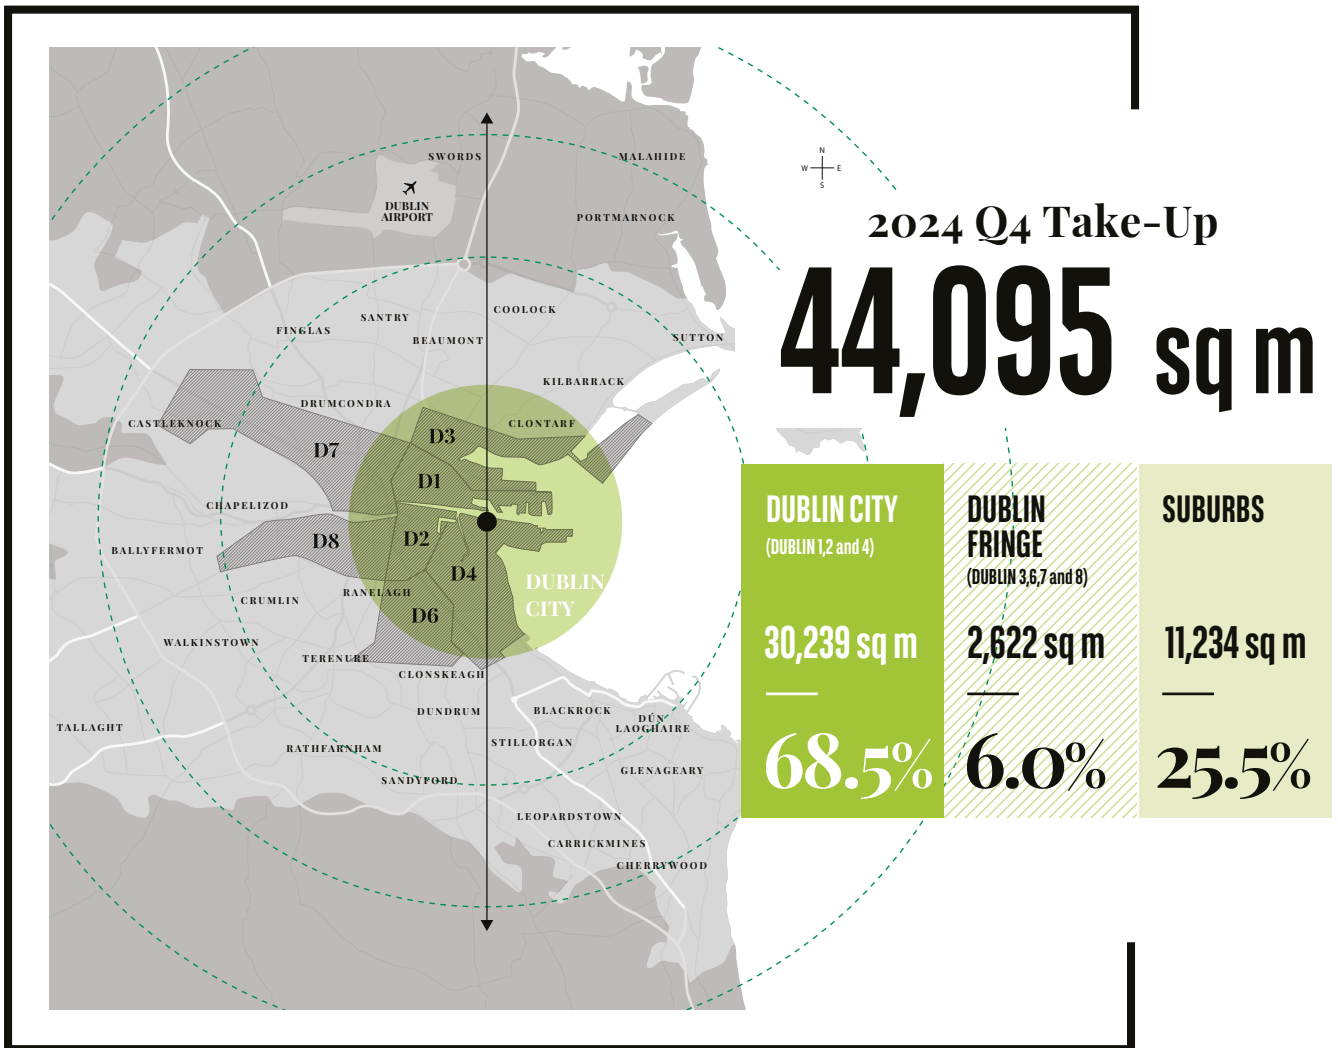 SWORDS
MALAHIDE
DUBLIN
AIRPORT
PORTMARNOCK
N
W E
S
2024 Q4 Take-Up
44,095 sq m
COOLOCK
SANTRY
FINGLAS
BEAUMONT
SUTTON
KILBARRACK
DRUMCONDRA
CASTLEKNOCK
CLONTARF
D3
D7
D1
CHAPELIZOD
D8
D2
BALLYFERMOT
D4
DUBLIN
CITY
RANELAGH
CRUMLIN
D6
WALKINSTOWN
TERENURE
CLONSKEAGH
DUNDRUM
BLACKROCK
DÚN
LAOGHAIRE
TALLAGHT
STILLORGAN
RATHFARNHAM
GLENAGEARY
SANDYFORD
LEOPARDSTOWN
CARRICKMINES
CHERRYWOOD
DUBLIN CITY
(DUBLIN 1,2 and 4)
30,239 sq m
68.5%
DUBLIN
FRINGE
(DUBLIN 3,6,7 and 8)
2,622 sq m
6.0%
SUBURBS
11,234 sq m
25.5%